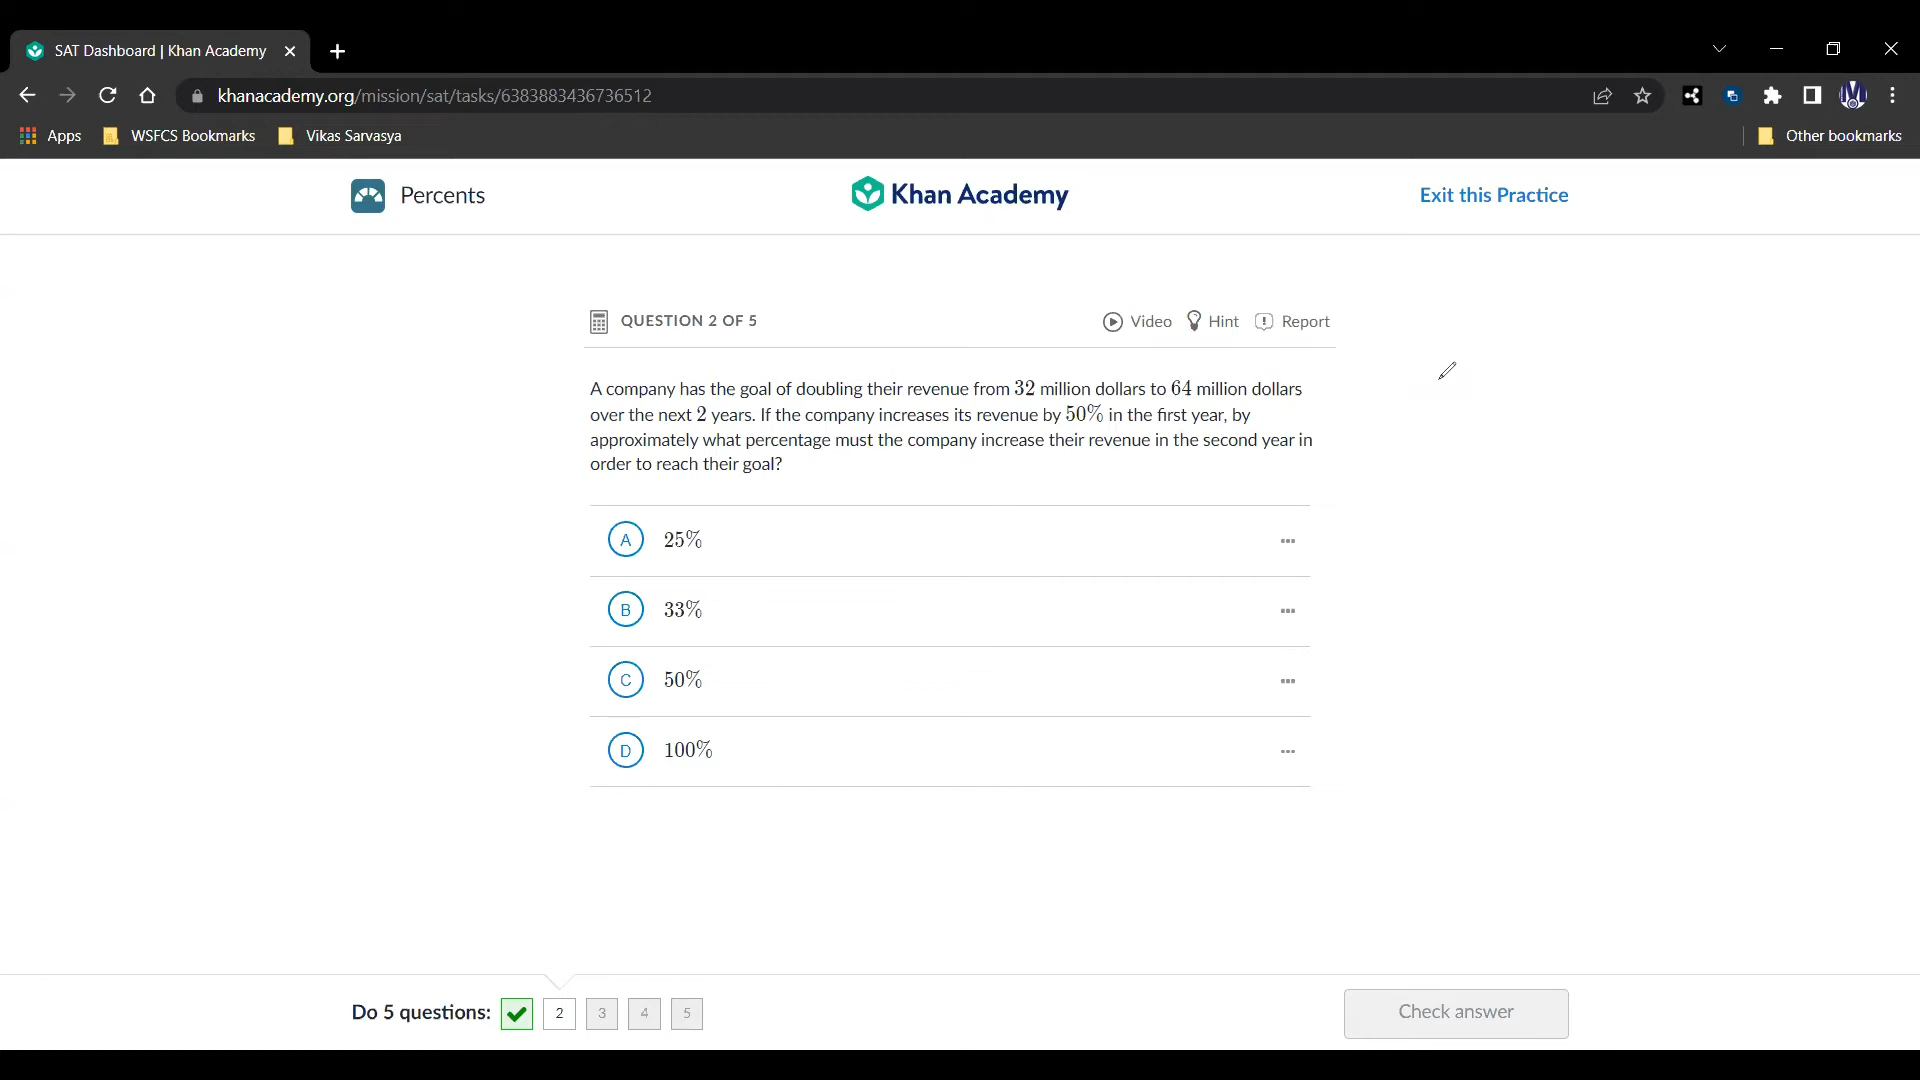 SAT Dashboard | Khan Academy
khanacademy.org/mission/sat/tasks/6383883436736512
Apps
WSFCS Bookmarks
Vikas Sarvasya
Other bookmarks
Percents
Khan Academy
Exit this Practice
QUESTION 2 OF 5
Video
Hint
Report
A company has the goal of doubling their revenue from 32 million dollars to 64 million dollars
over the next 2 years. If the company increases its revenue by 50% in the first year, by
approximately what percentage must the company increase their revenue in the second year in
order to reach their goal?
A 25%
B 33%
C 50%
D 100%
Do 5 questions: 2 3 4 5
Check answer